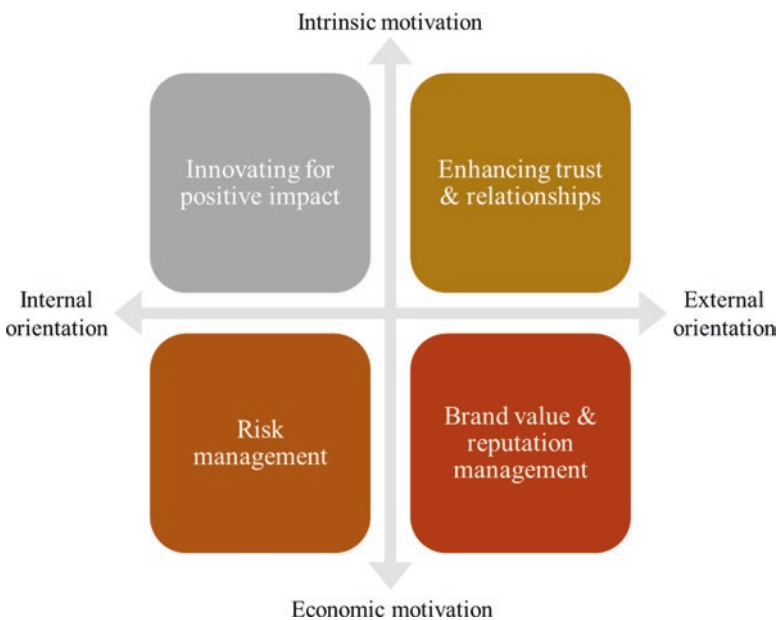 Intrinsic motivation
Innovating for
positive impact
Enhancing trust
& relationships
Internal
orientation
External
orientation
Risk
management
Brand value &
reputation
management
Economic motivation